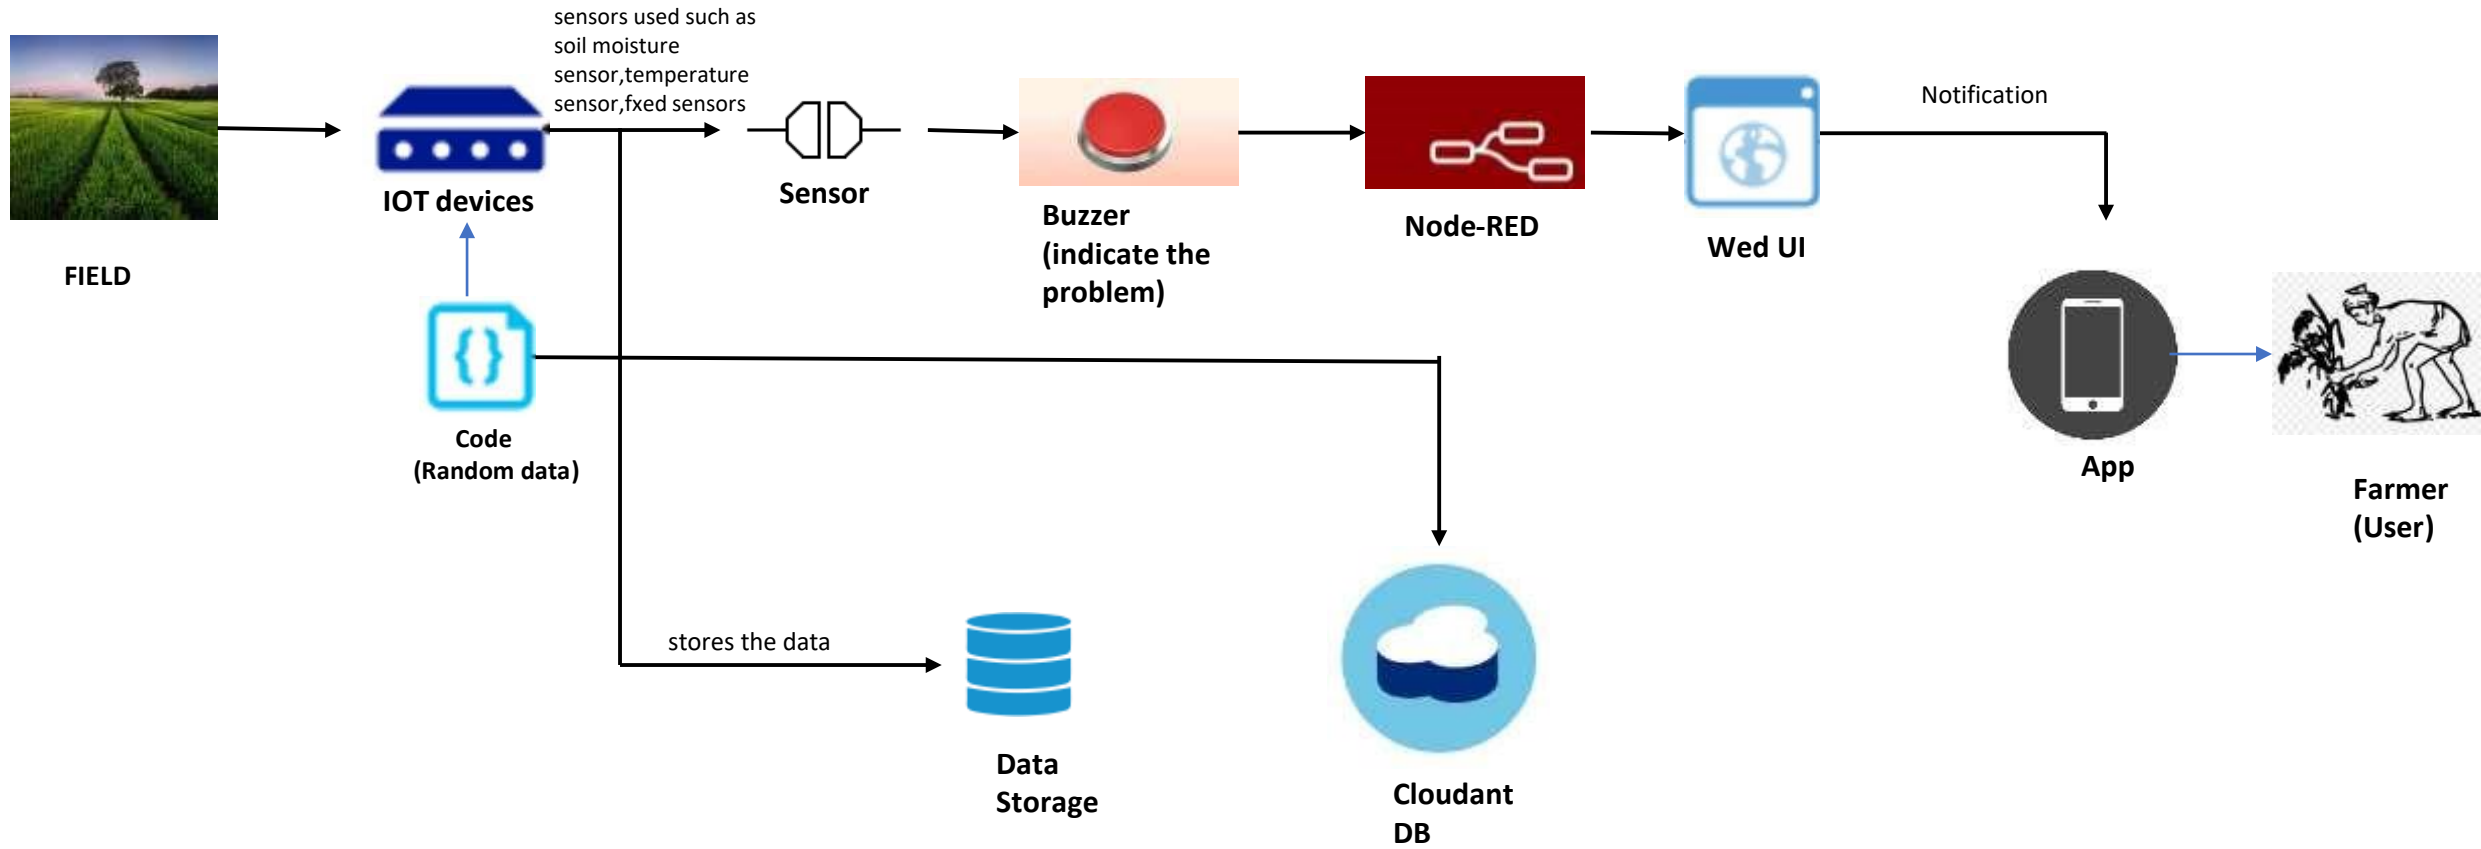 sensors used such as
soil moisture
sensor,temperature
sensor,fxed sensors
Notification
IOT devices
Sensor
Buzzer
(indicate the
problem)
Node-RED
Wed UI
FIELD
Code
(Random data)
App
Farmer
(User)
stores the data
Data
Storage
Cloudant
DB